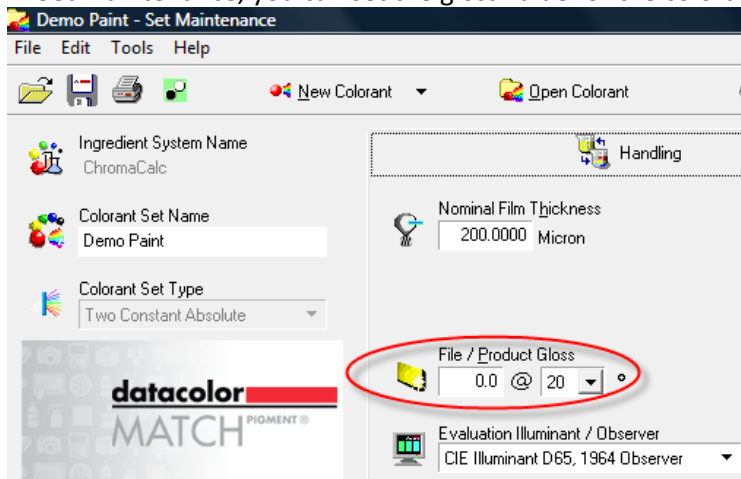 Demo Paint - Set Maintenance
File Edit Tools Help
New Colorant Open Colorant
Ingredient System Name
ChromaCalc
Handling
Colorant Set Name
Demo Paint
Nominal Film Thickness
200.0000 Micron
Colorant Set Type
Two Constant Absolute
File / Product Gloss
0.0 @ 20 °
datacolor
MATCH PIGMENT ®
Evaluation Illuminant / Observer
CIE Illuminant D65, 1964 Observer